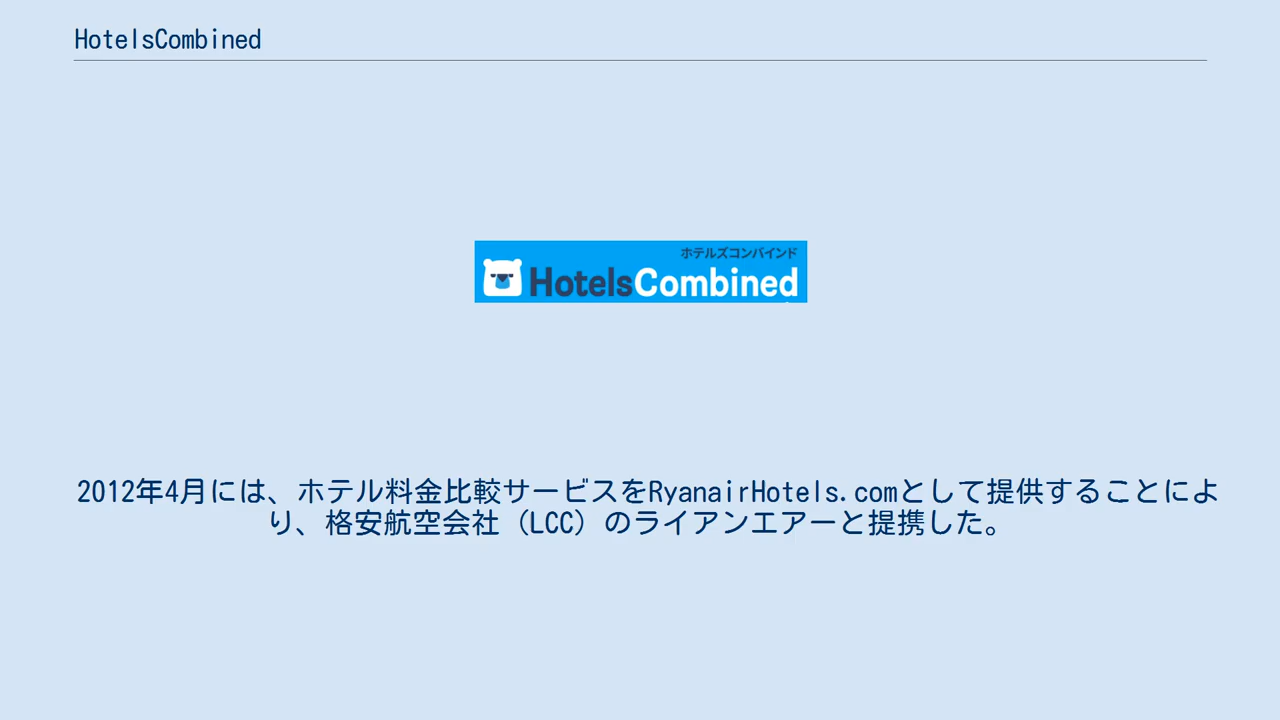 HotelsCombined
ホテルズコンバインド
HotelsCombined
2012年4月には、ホテル料金比較サービスをRyanairHotels.comとして提供することによ
り、格安航空会社（LCC）のライアンエアーと提携した。